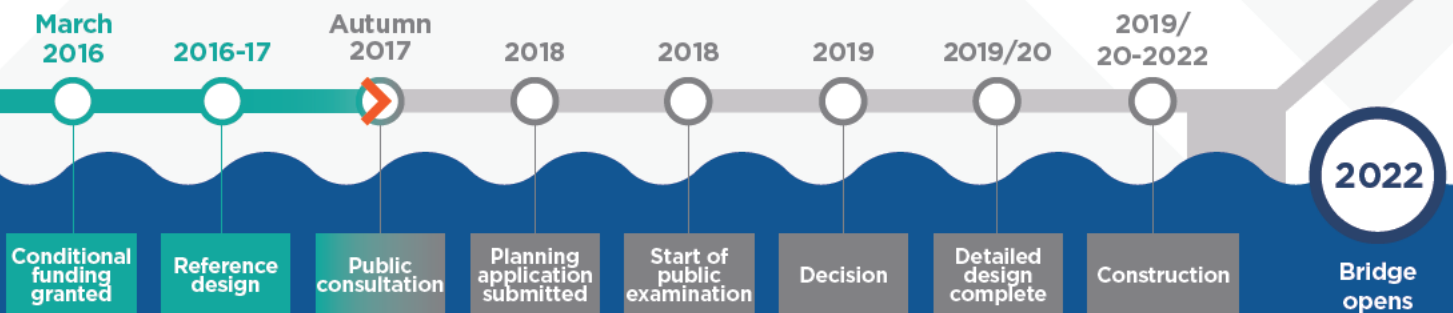 March
2016
2016-17
Autumn
2017
2018
2018
2019
2019/20
2019/
20-2022
2022
Conditional
funding
granted
Reference
design
Public
consultation
Planning
application
submitted
Start of
public
examination
Decision
Detailed
design
complete
Construction
Bridge
opens